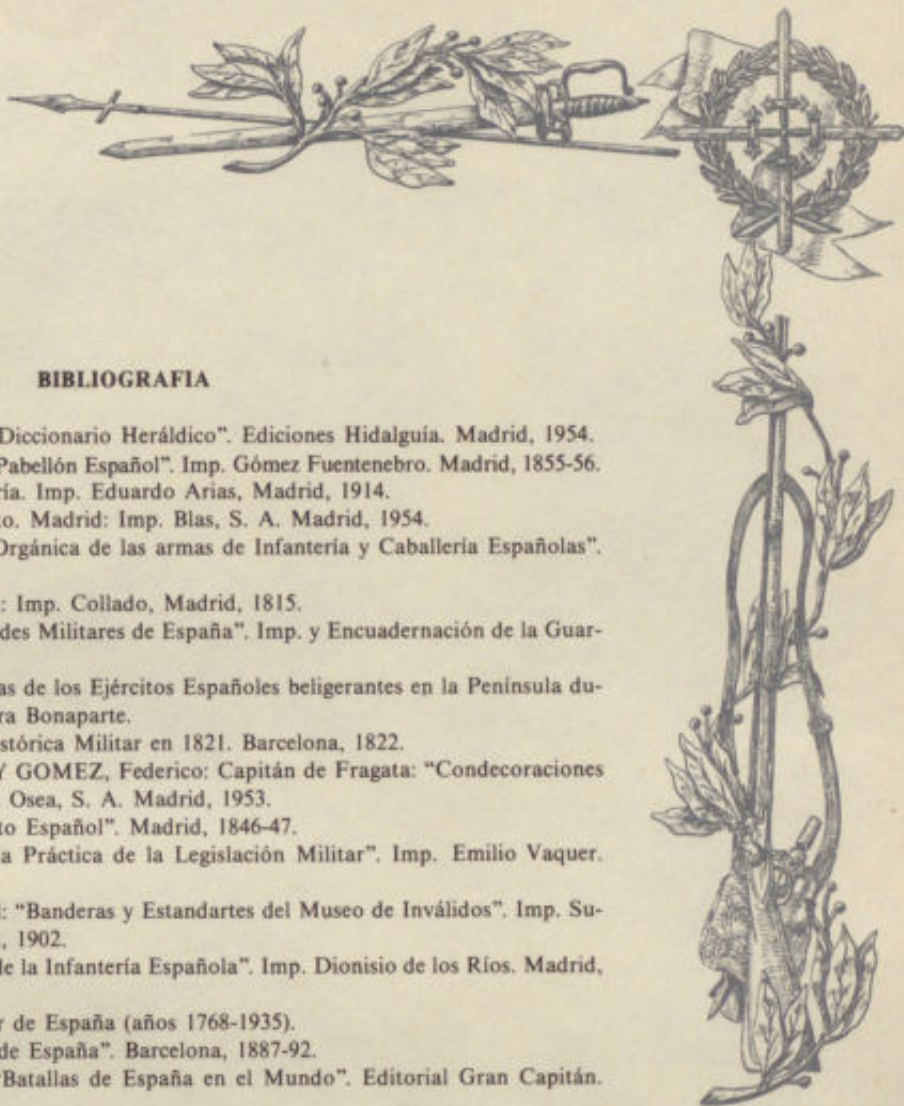 BIBLIOGRAFIA
Diccionario Heráldico”. Ediciones Hidalguía. Madrid, 1954.
Pabellón Español”. Imp. Gómez Fuentenebro. Madrid, 1855-56.
ría. Imp. Eduardo Arias, Madrid, 1914.
to. Madrid: Imp. Blas, S. A. Madrid, 1954.
Orgánica de las armas de Infantería y Caballería Españolas”.
: Imp. Collado, Madrid, 1815.
des Militares de España”. Imp. y Encuadernación de la Guar-
as de los Ejércitos Españoles beligerantes en la Península du-
ra Bonaparte.
stórica Militar en 1821. Barcelona, 1822.
Y GOMEZ, Federico: Capitán de Fragata: “Condecoraciones
Osea, S. A. Madrid, 1953.
to Español”. Madrid, 1846-47.
a Práctica de la Legislación Militar”. Imp. Emilio Vaquer.
: “Banderas y Estandartes del Museo de Inválidos”. Imp. Su-
, 1902.
de la Infantería Española”. Imp. Dionisio de los Ríos. Madrid,
r de España (años 1768-1935).
de España”. Barcelona, 1887-92.
“Batallas de España en el Mundo”. Editorial Gran Capitán.